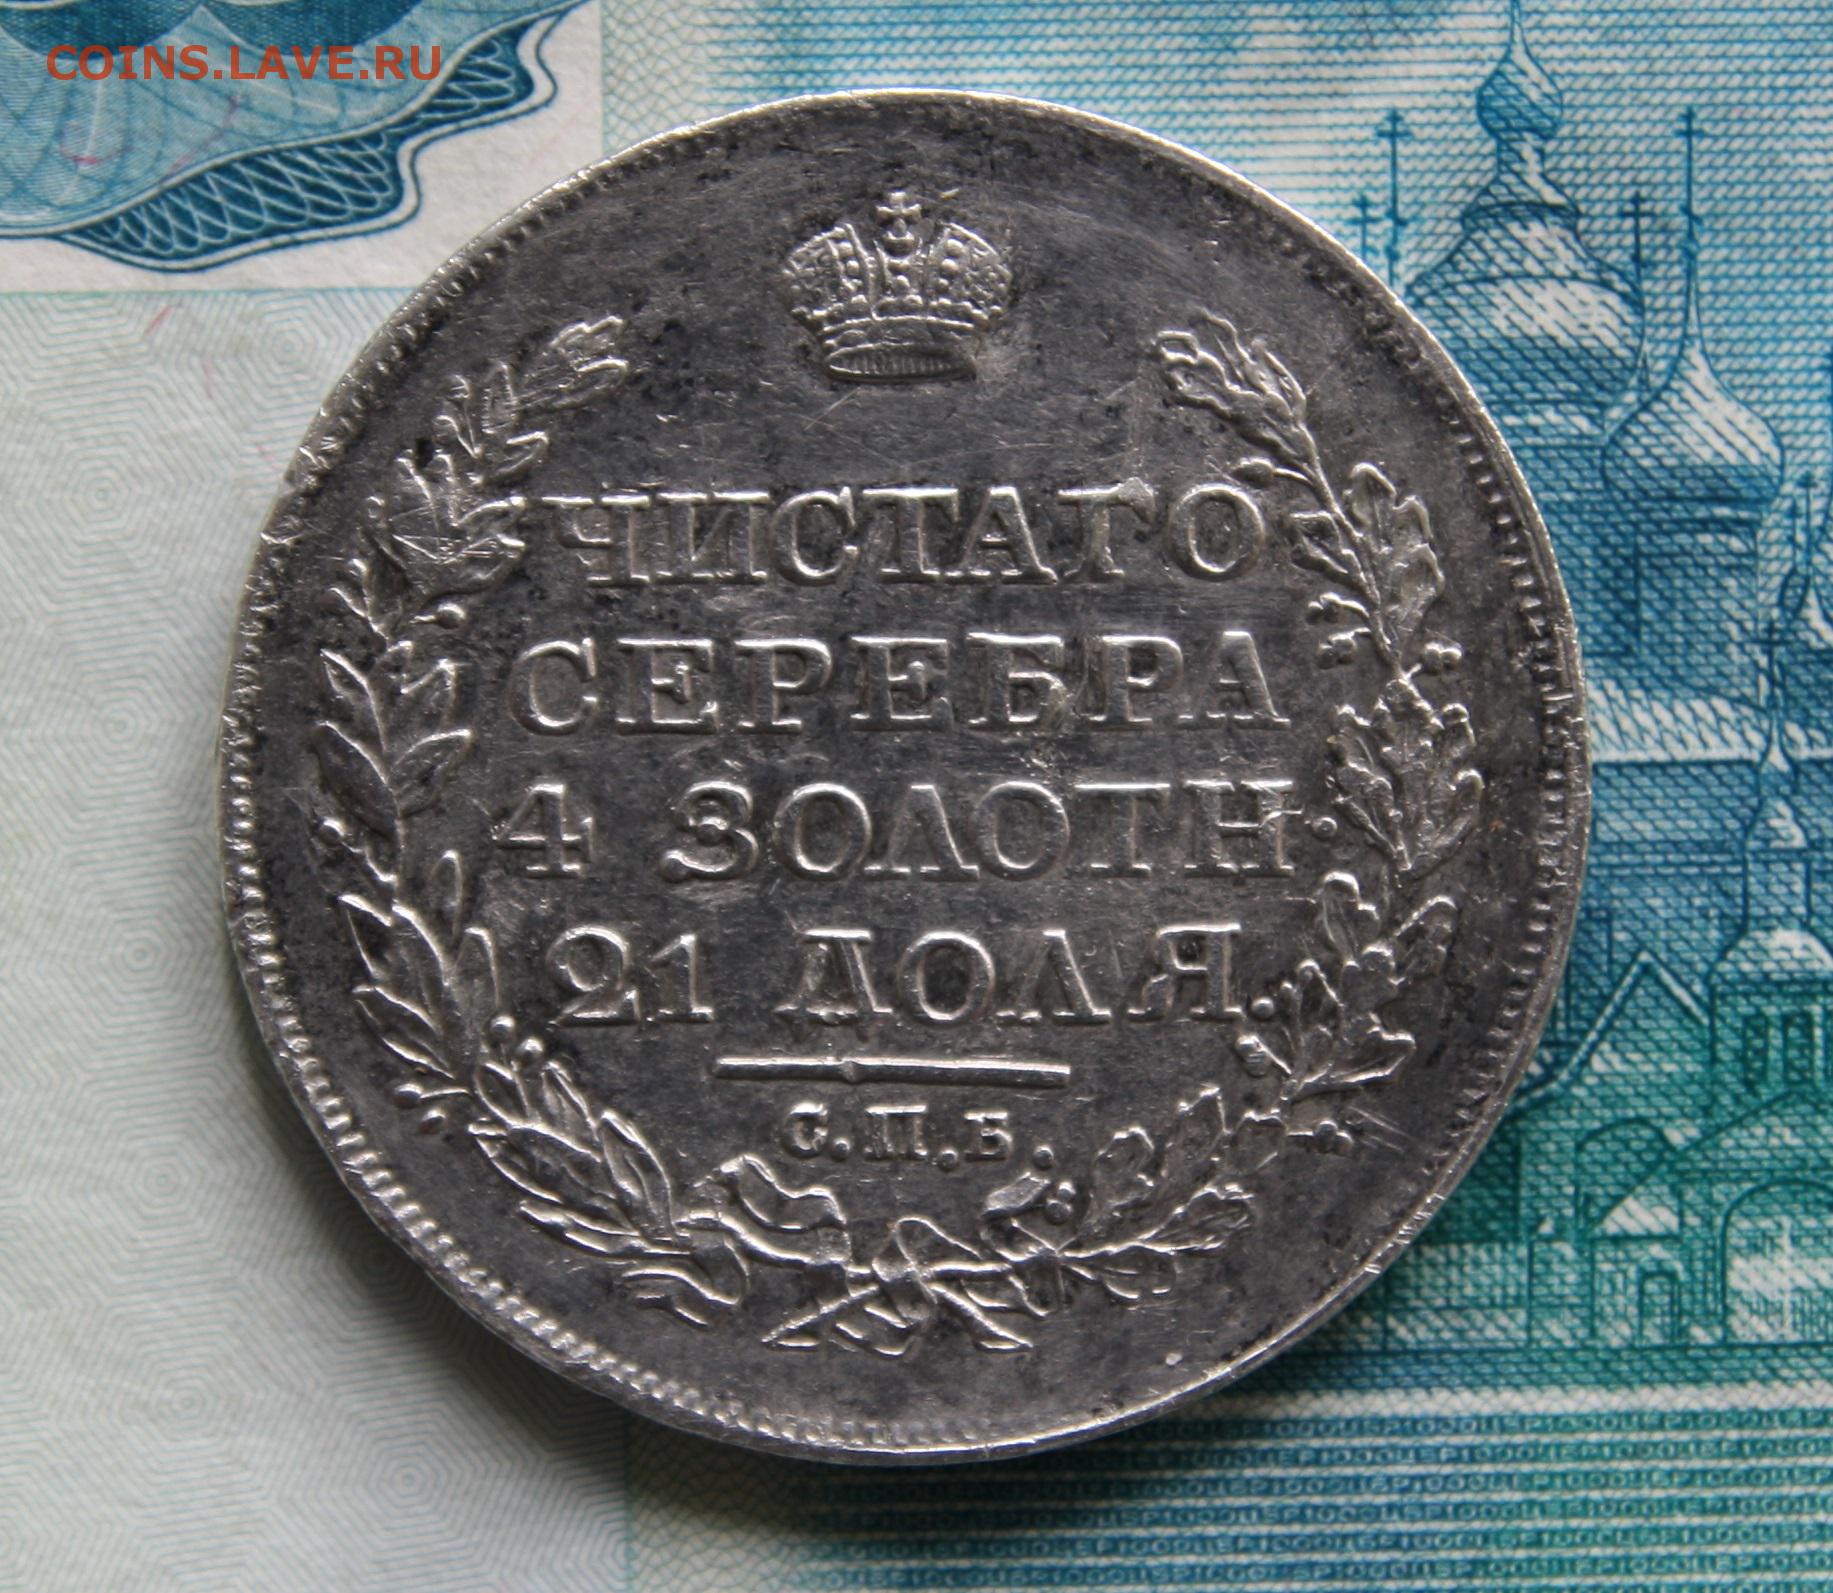 COINS.LAVE.RU
ЧИСТАГО
СЕРЕБРА
4 ЗОЛОТН.
21 ДОЛЯ.
С.П.Б.